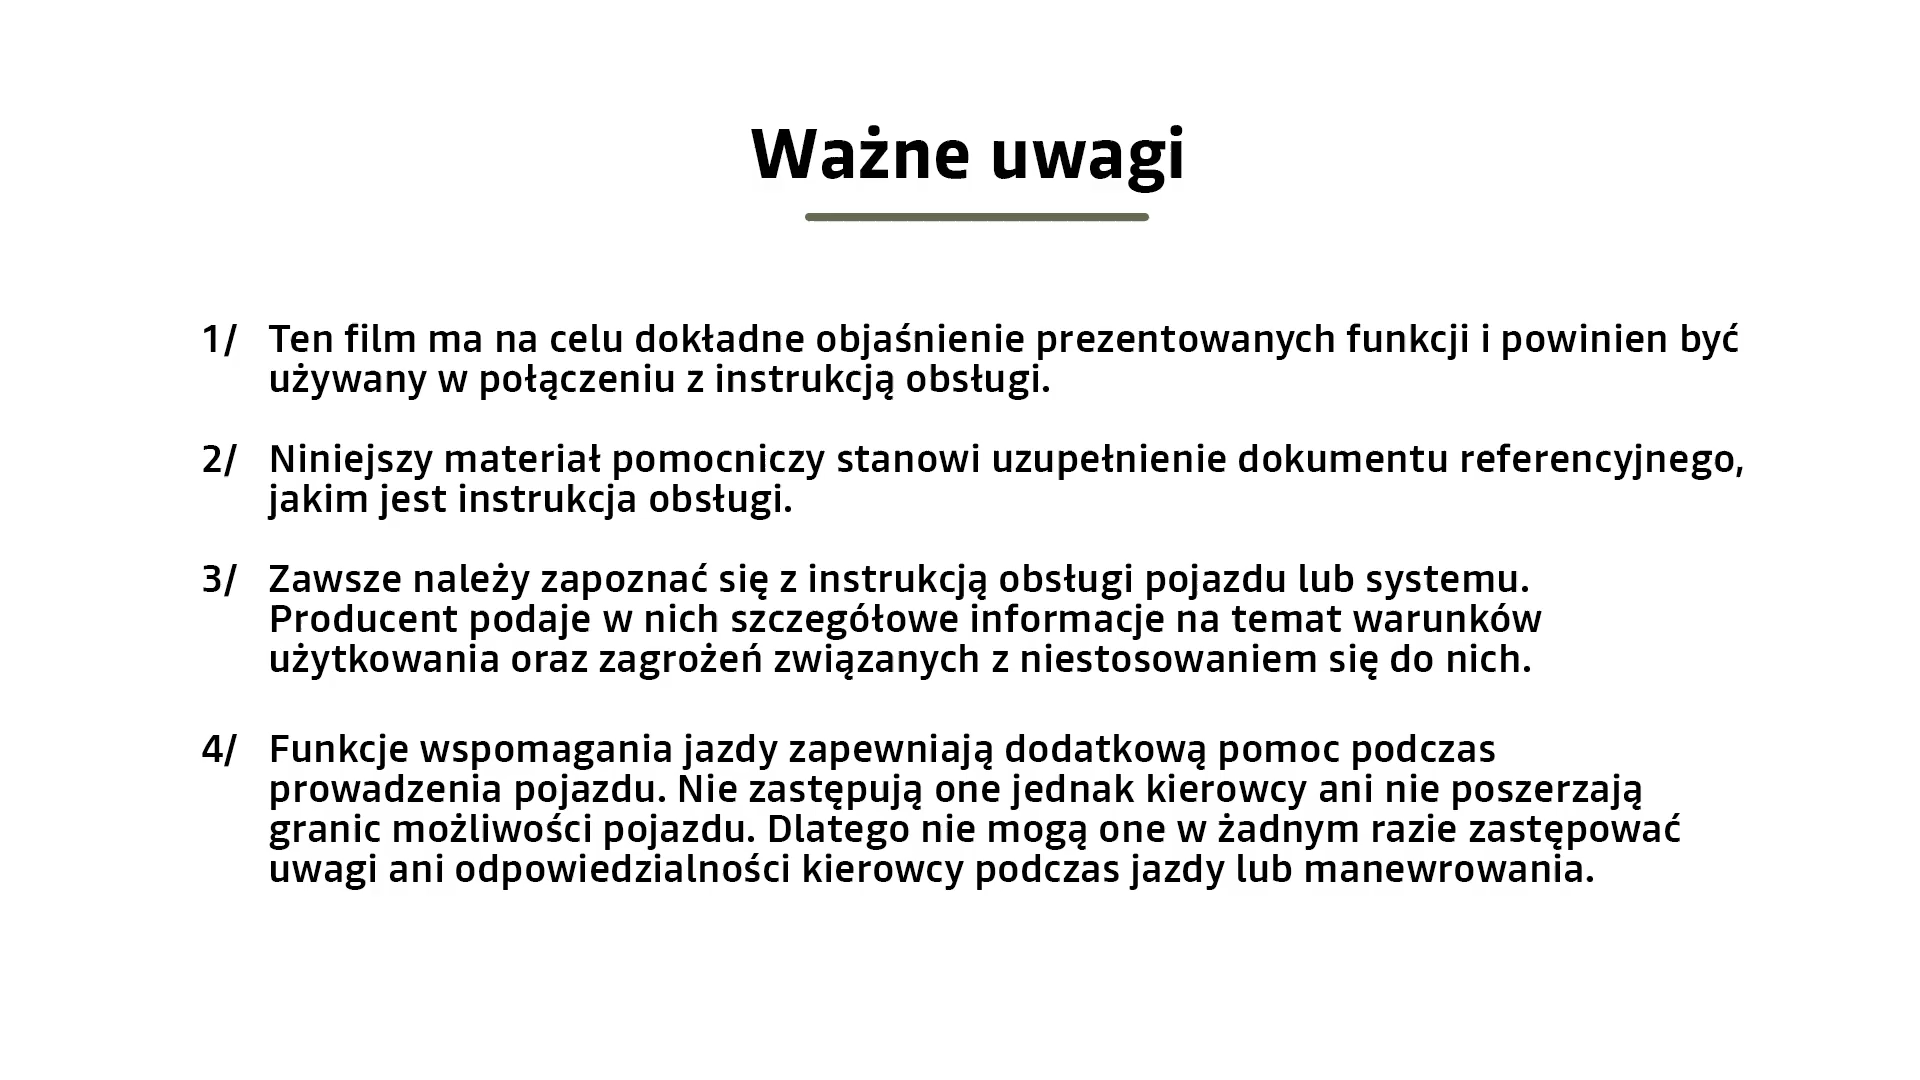 Ważne uwagi
1/ Ten film ma na celu dokładne objaśnienie prezentowanych funkcji i powinien być
używany w połączeniu z instrukcją obsługi.
2/ Niniejszy materiał pomocniczy stanowi uzupełnienie dokumentu referencyjnego,
jakim jest instrukcja obsługi.
3/ Zawsze należy zapoznać się z instrukcją obsługi pojazdu lub systemu.
Producent podaje w nich szczegółowe informacje na temat warunków
użytkowania oraz zagrożeń związanych z niestosowaniem się do nich.
4/ Funkcje wspomagania jazdy zapewniają dodatkową pomoc podczas
prowadzenia pojazdu. Nie zastępują one jednak kierowcy ani nie poszerzają
granic możliwości pojazdu. Dlatego nie mogą one w żadnym razie zastępować
uwagi ani odpowiedzialności kierowcy podczas jazdy lub manewrowania.